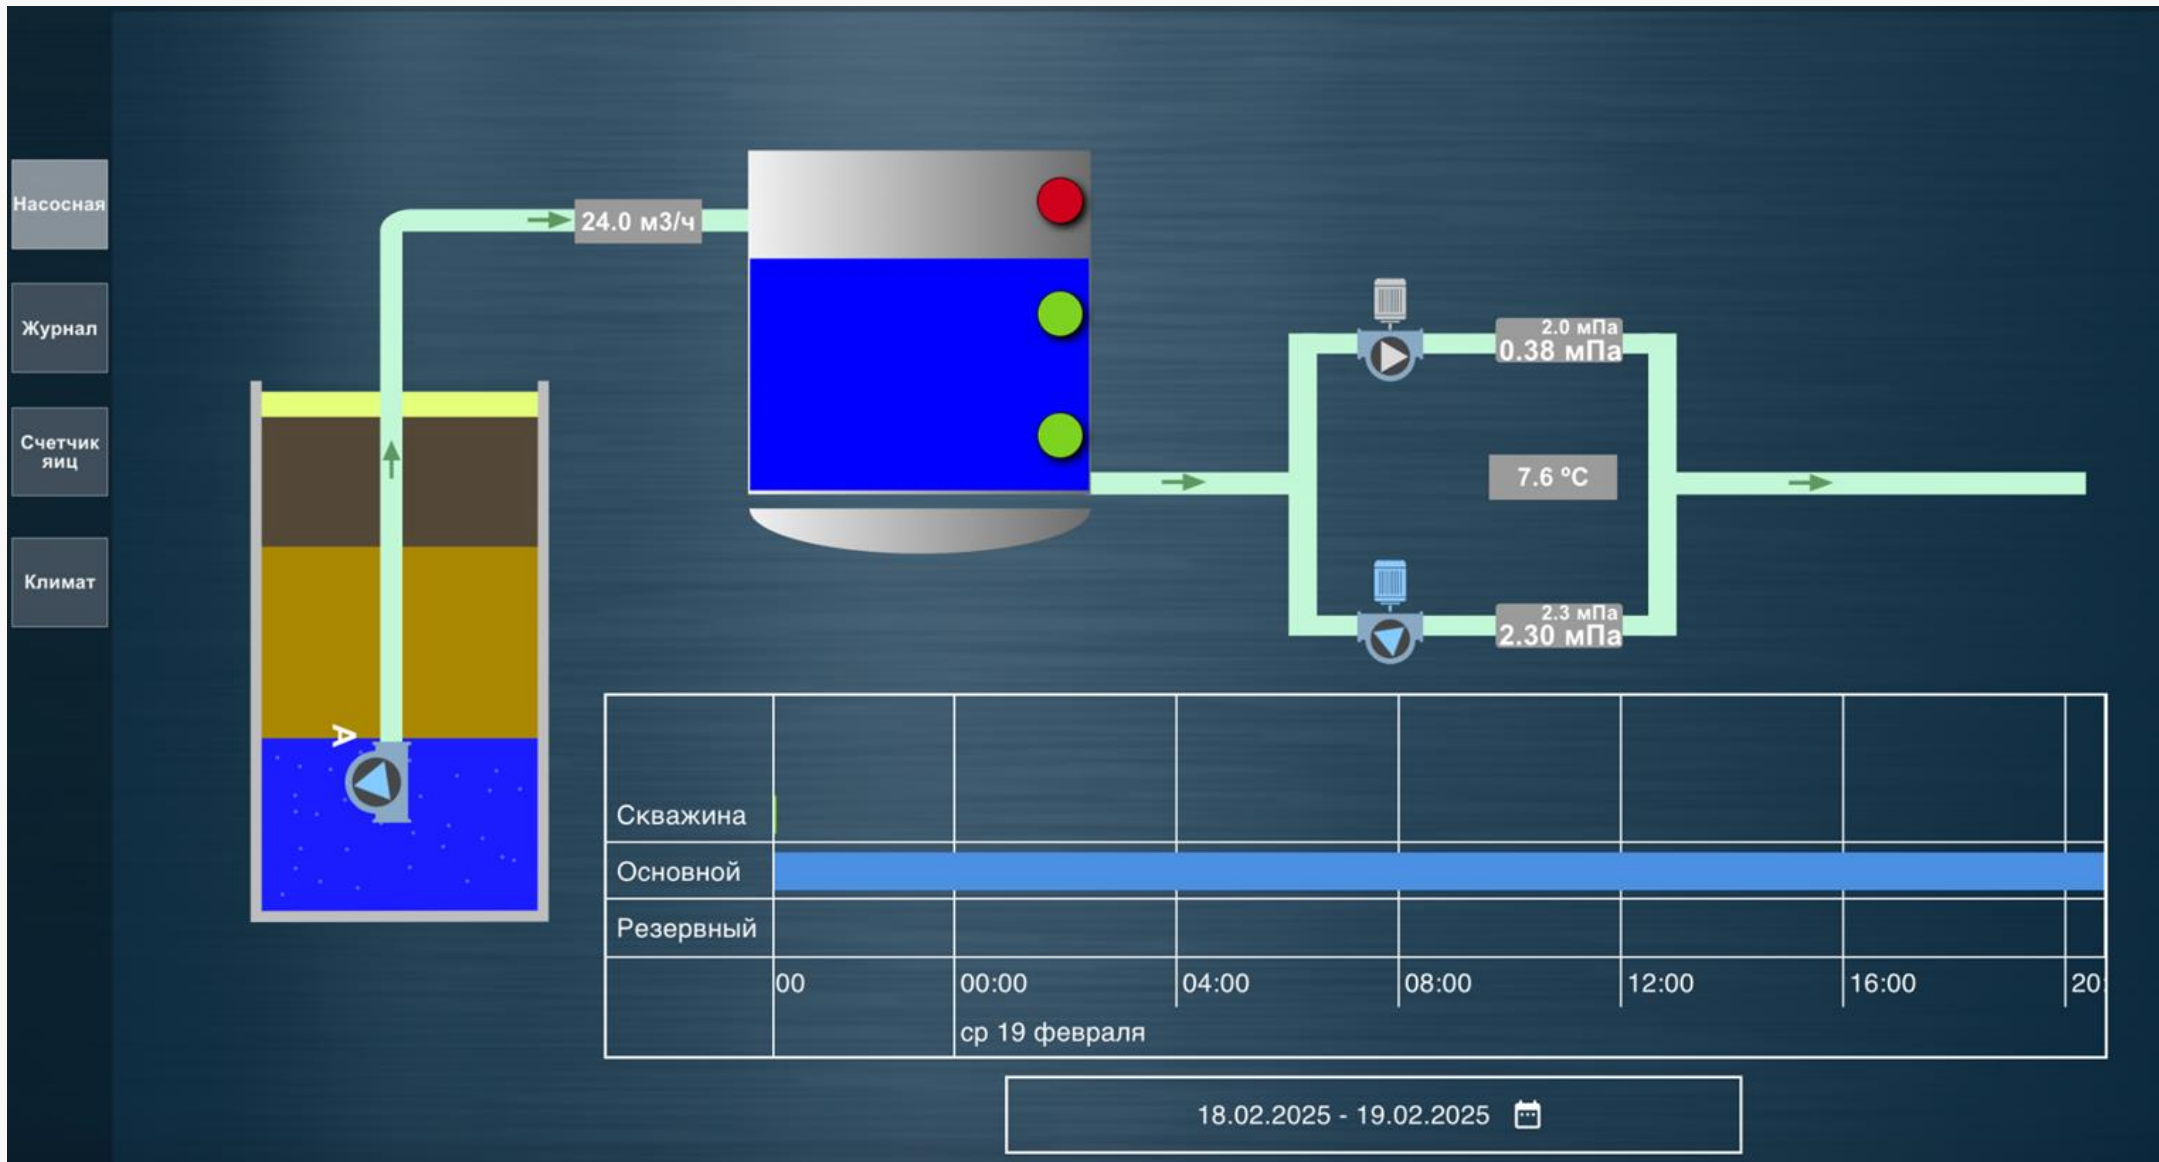 Насосная
Журнал
Счетчик
яиц
Климат
24.0 м3/ч
2.0 мПа
0.38 мПа
7.6 ºC
2.3 мПа
2.30 мПа
A
Скважина
Основной
Резервный
00
00:00
04:00
08:00
12:00
16:00
20:
ср 19 февраля
18.02.2025 - 19.02.2025